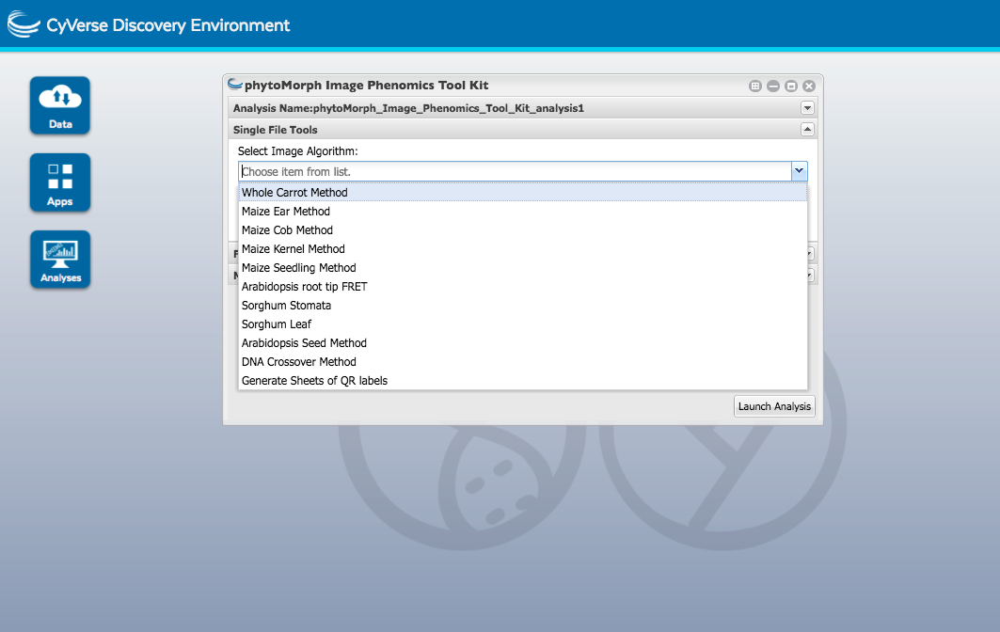 CyVerse Discovery Environment
Data
Apps
Analyses
phytoMorph Image Phenomics Tool Kit
Analysis Name:phytoMorph_Image_Phenomics_Tool_Kit_analysis1
Single File Tools
Select Image Algorithm:
Choose item from list.
Whole Carrot Method
Maize Ear Method
Maize Cob Method
Maize Kernel Method
Maize Seedling Method
Arabidopsis root tip FRET
Sorghum Stomata
Sorghum Leaf
Arabidopsis Seed Method
DNA Crossover Method
Generate Sheets of QR labels
Launch Analysis